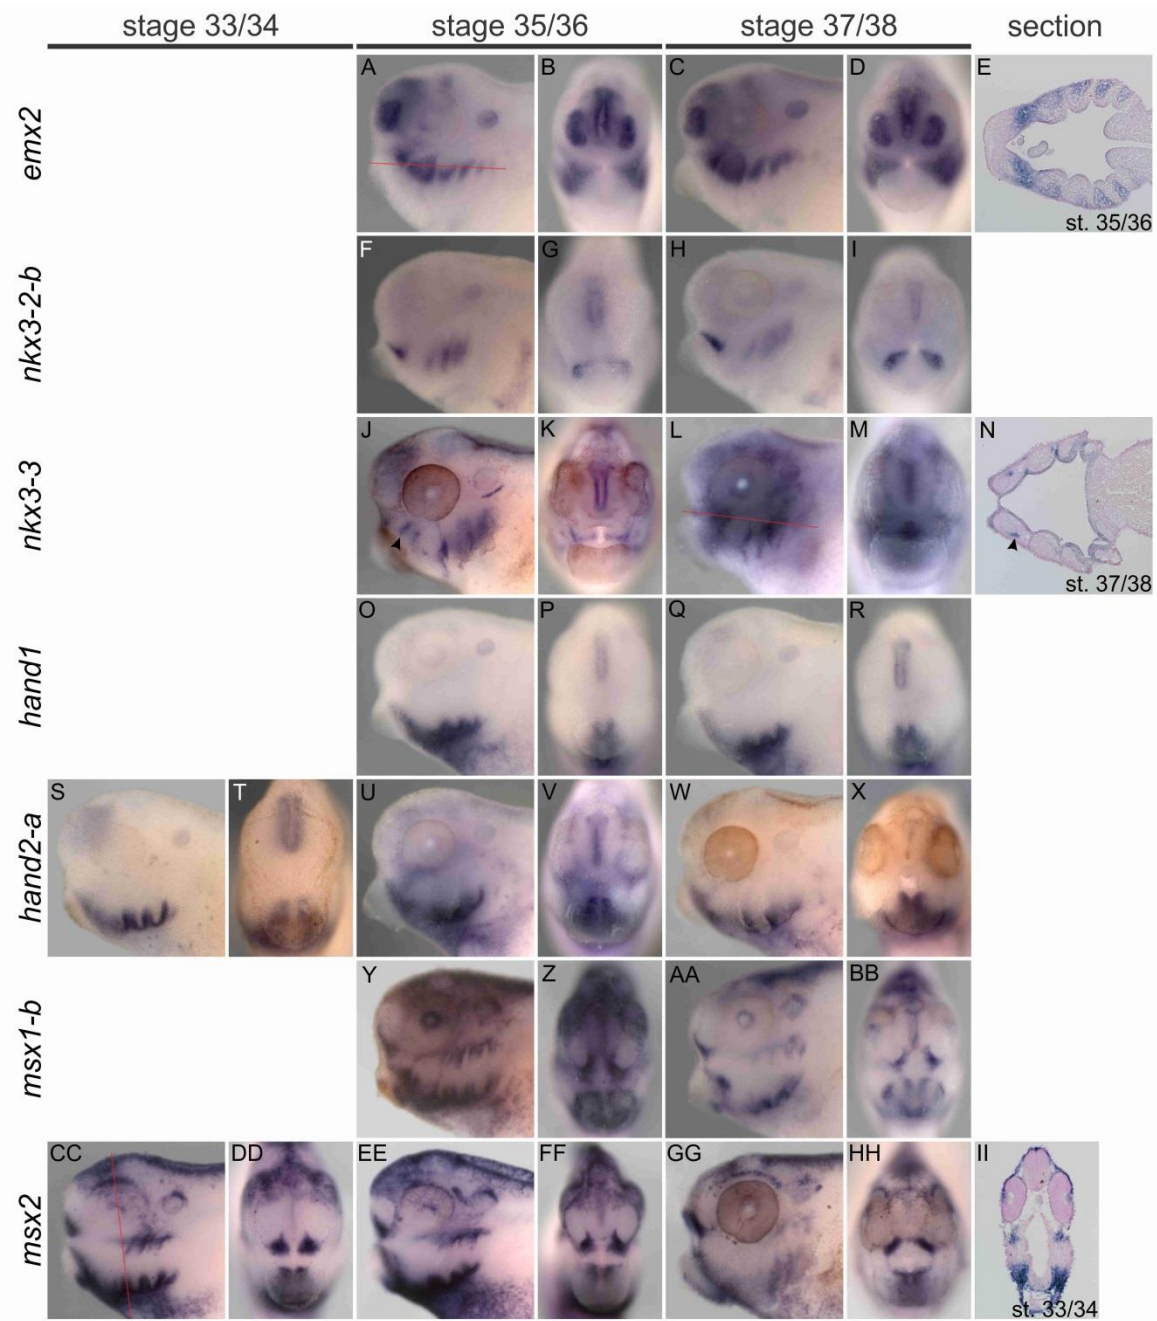 stage 33/34 stage 35/36 stage 37/38 section
emx2
A B C D E
st. 35/36
nkx3-2-b
F G H I
nkx3-3
J K L M N
st. 37/38
hand1
O P Q R
hand2-a
S T U V W X
msx1-b
Y Z AA BB
msx2
CC DD EE FF GG HH II
st. 33/34